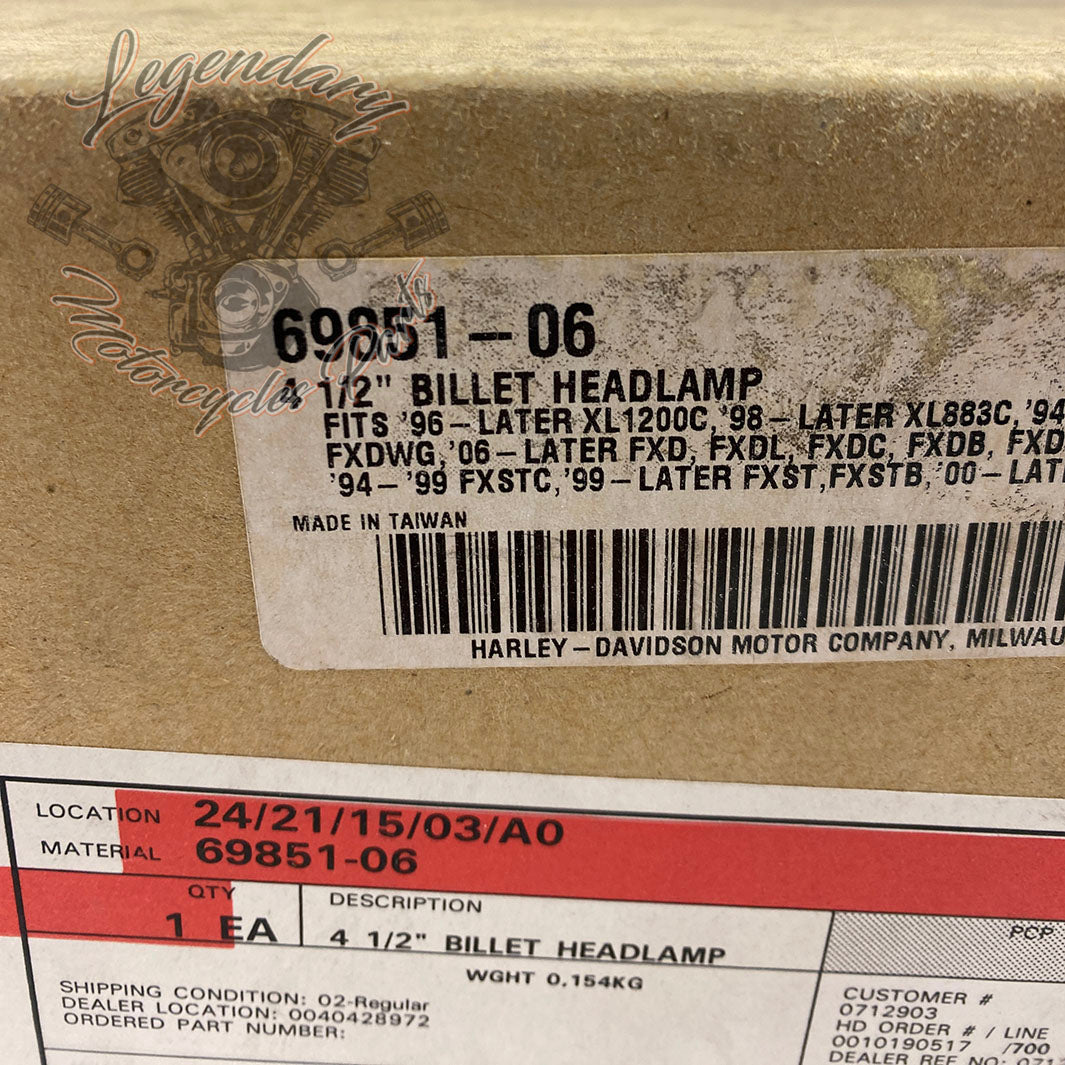 Legendary
Motorcycles Parts
69851-06
4 1/2" BILLET HEADLAMP
FITS '96-LATER XL1200C, '98-LATER XL883C, '94
FXDWG, '06-LATER FXD, FXDL, FXDC, FXDB, FXD
'94-'99 FXSTC, '99-LATER FXST, FXSTB, '00-LAT
MADE IN TAIWAN
HARLEY-DAVIDSON MOTOR COMPANY, MILWAU
LOCATION 24/21/15/03/A0
MATERIAL 69851-06
QTY
1 EA
DESCRIPTION
4 1/2" BILLET HEADLAMP
WGHT 0.154KG
PCP
SHIPPING CONDITION: 02-Regular
DEALER LOCATION: 0040428972
ORDERED PART NUMBER:
CUSTOMER #
0712903
HD ORDER # / LINE
0010190517 /700
DEALER REF NO: 071